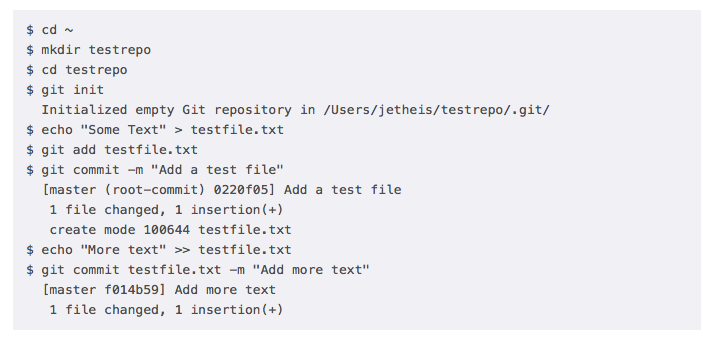 $ cd ~
$ mkdir testrepo
$ cd testrepo
$ git init
  Initialized empty Git repository in /Users/jetheis/testrepo/.git/
$ echo "Some Text" > testfile.txt
$ git add testfile.txt
$ git commit -m "Add a test file"
  [master (root-commit) 0220f05] Add a test file
   1 file changed, 1 insertion(+)
   create mode 100644 testfile.txt
$ echo "More text" >> testfile.txt
$ git commit testfile.txt -m "Add more text"
  [master f014b59] Add more text
   1 file changed, 1 insertion(+)